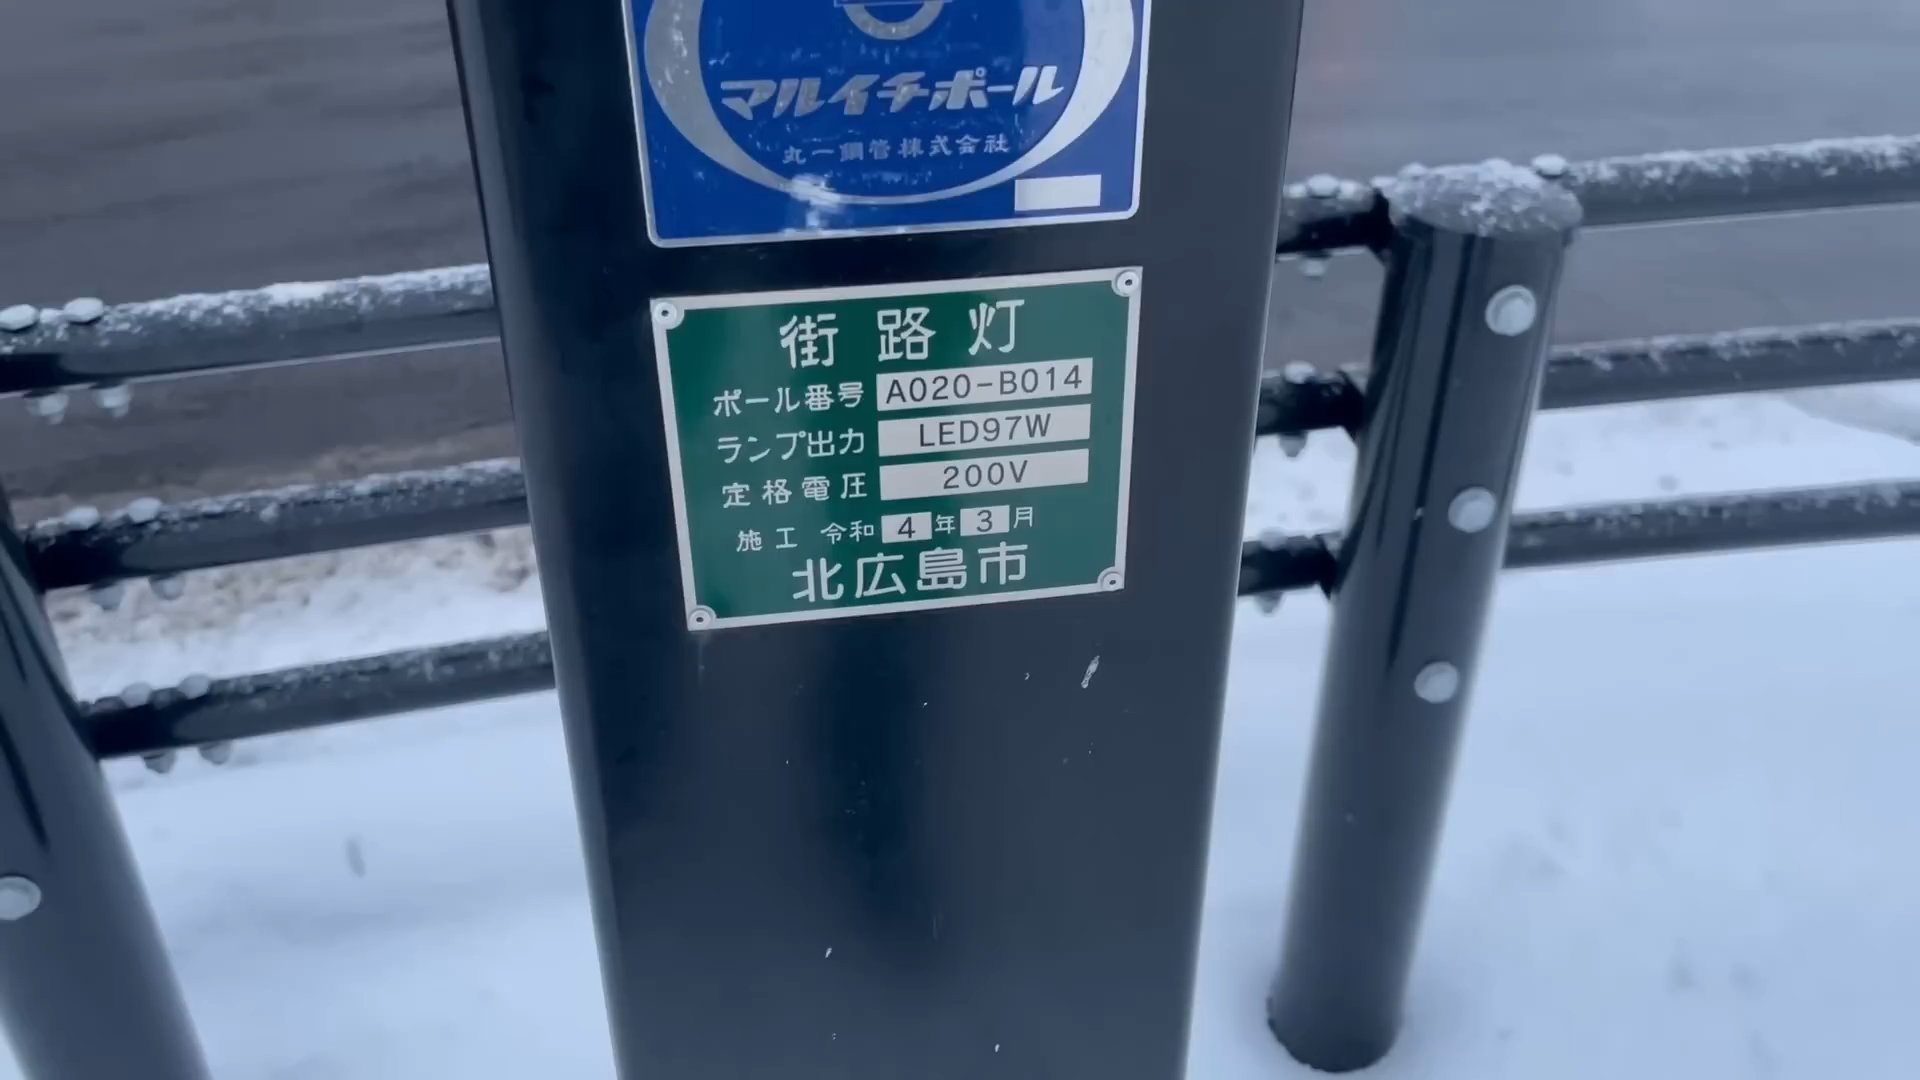 マルイチポール
丸一鋼管株式会社
街路灯
ポール番号 A020-B014
ランプ出力 LED97W
定格電圧 200V
施工 令和 4 年 3 月
北広島市